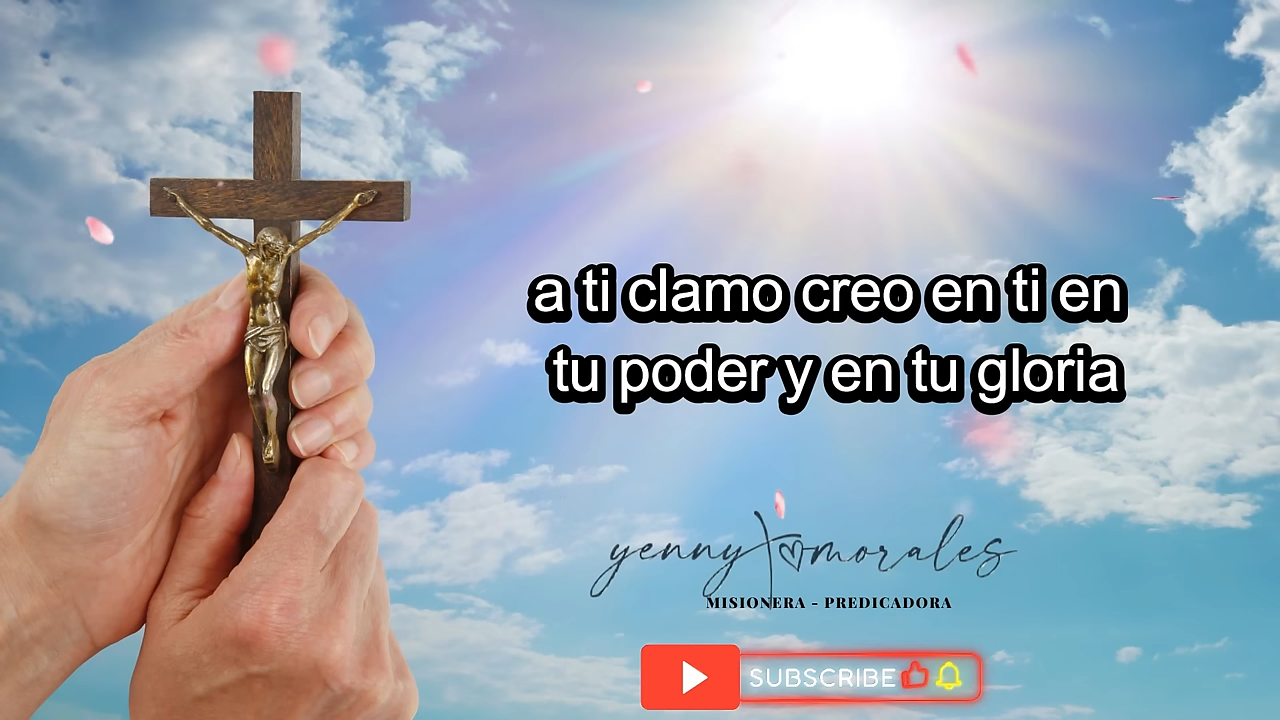 a ti clamo creo en ti en
tu poder y en tu gloria
yenny morales
MISIONERA - PREDICADORA
SUBSCRIBE